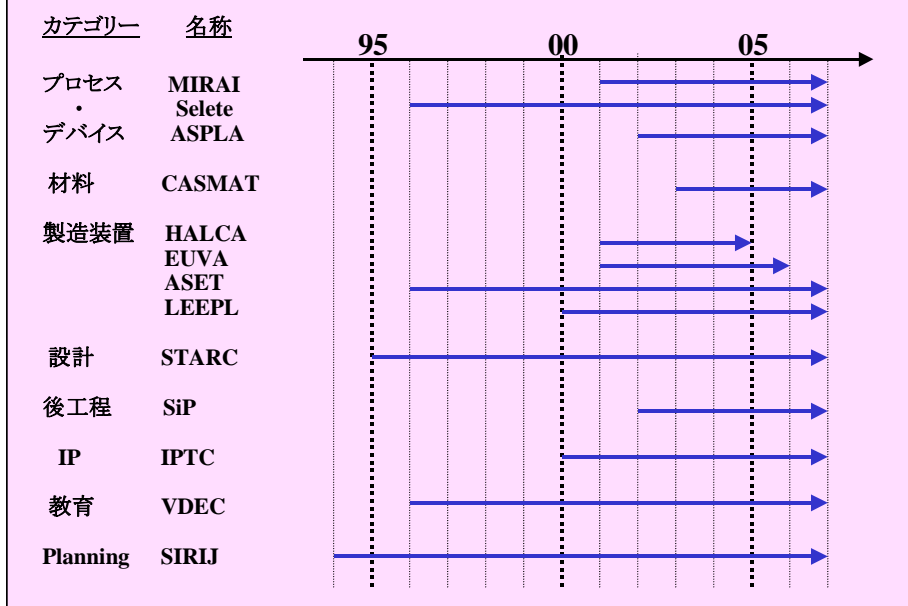 カテゴリー 名称
95 00 05
プロセス MIRAI
・ Selete
デバイス ASPLA
材料 CASMAT
製造装置 HALCA
EUVA
ASET
LEEPL
設計 STARC
後工程 SiP
IP IPTC
教育 VDEC
Planning SIRIJ